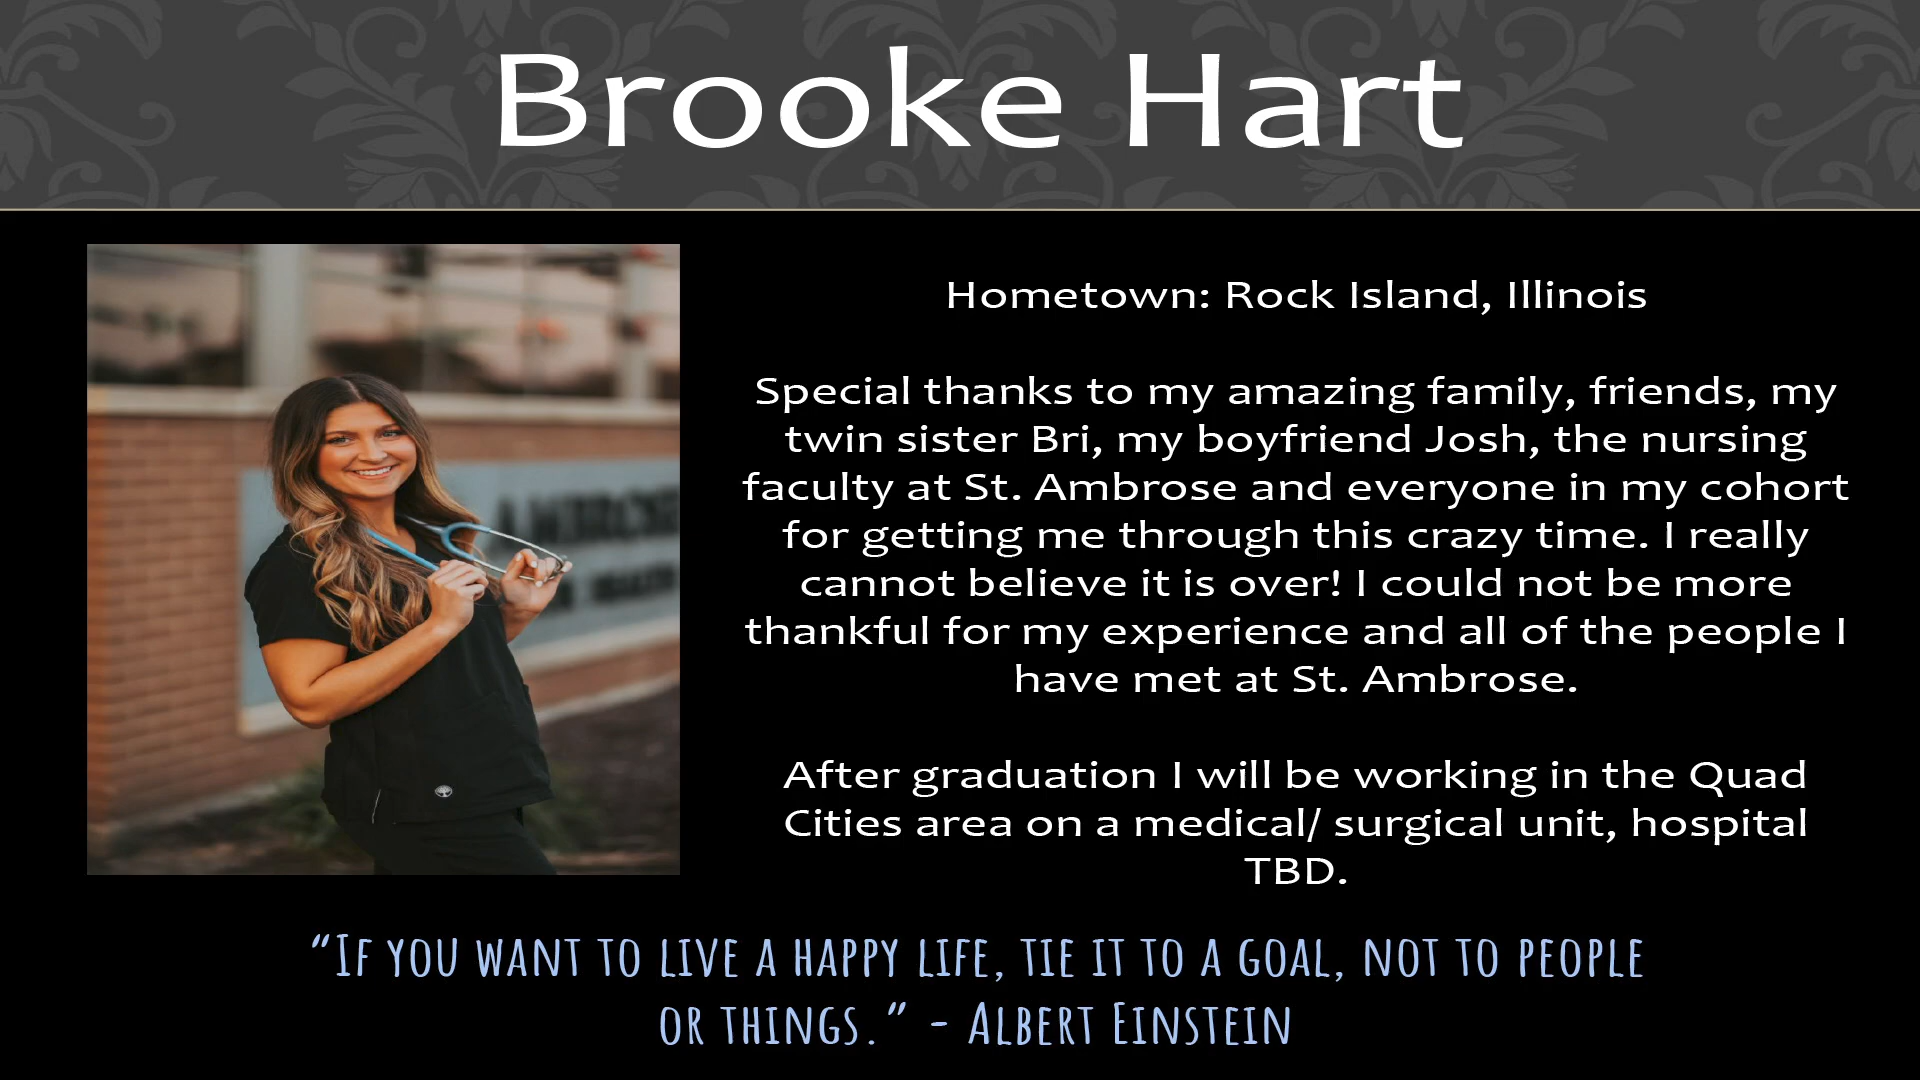 Brooke Hart
Hometown: Rock Island, Illinois
Special thanks to my amazing family, friends, my
twin sister Bri, my boyfriend Josh, the nursing
faculty at St. Ambrose and everyone in my cohort
for getting me through this crazy time. I really
cannot believe it is over! I could not be more
thankful for my experience and all of the people I
have met at St. Ambrose.
After graduation I will be working in the Quad
Cities area on a medical/ surgical unit, hospital
TBD.
“If you want to live a happy life, tie it to a goal, not to people
or things.” - Albert Einstein